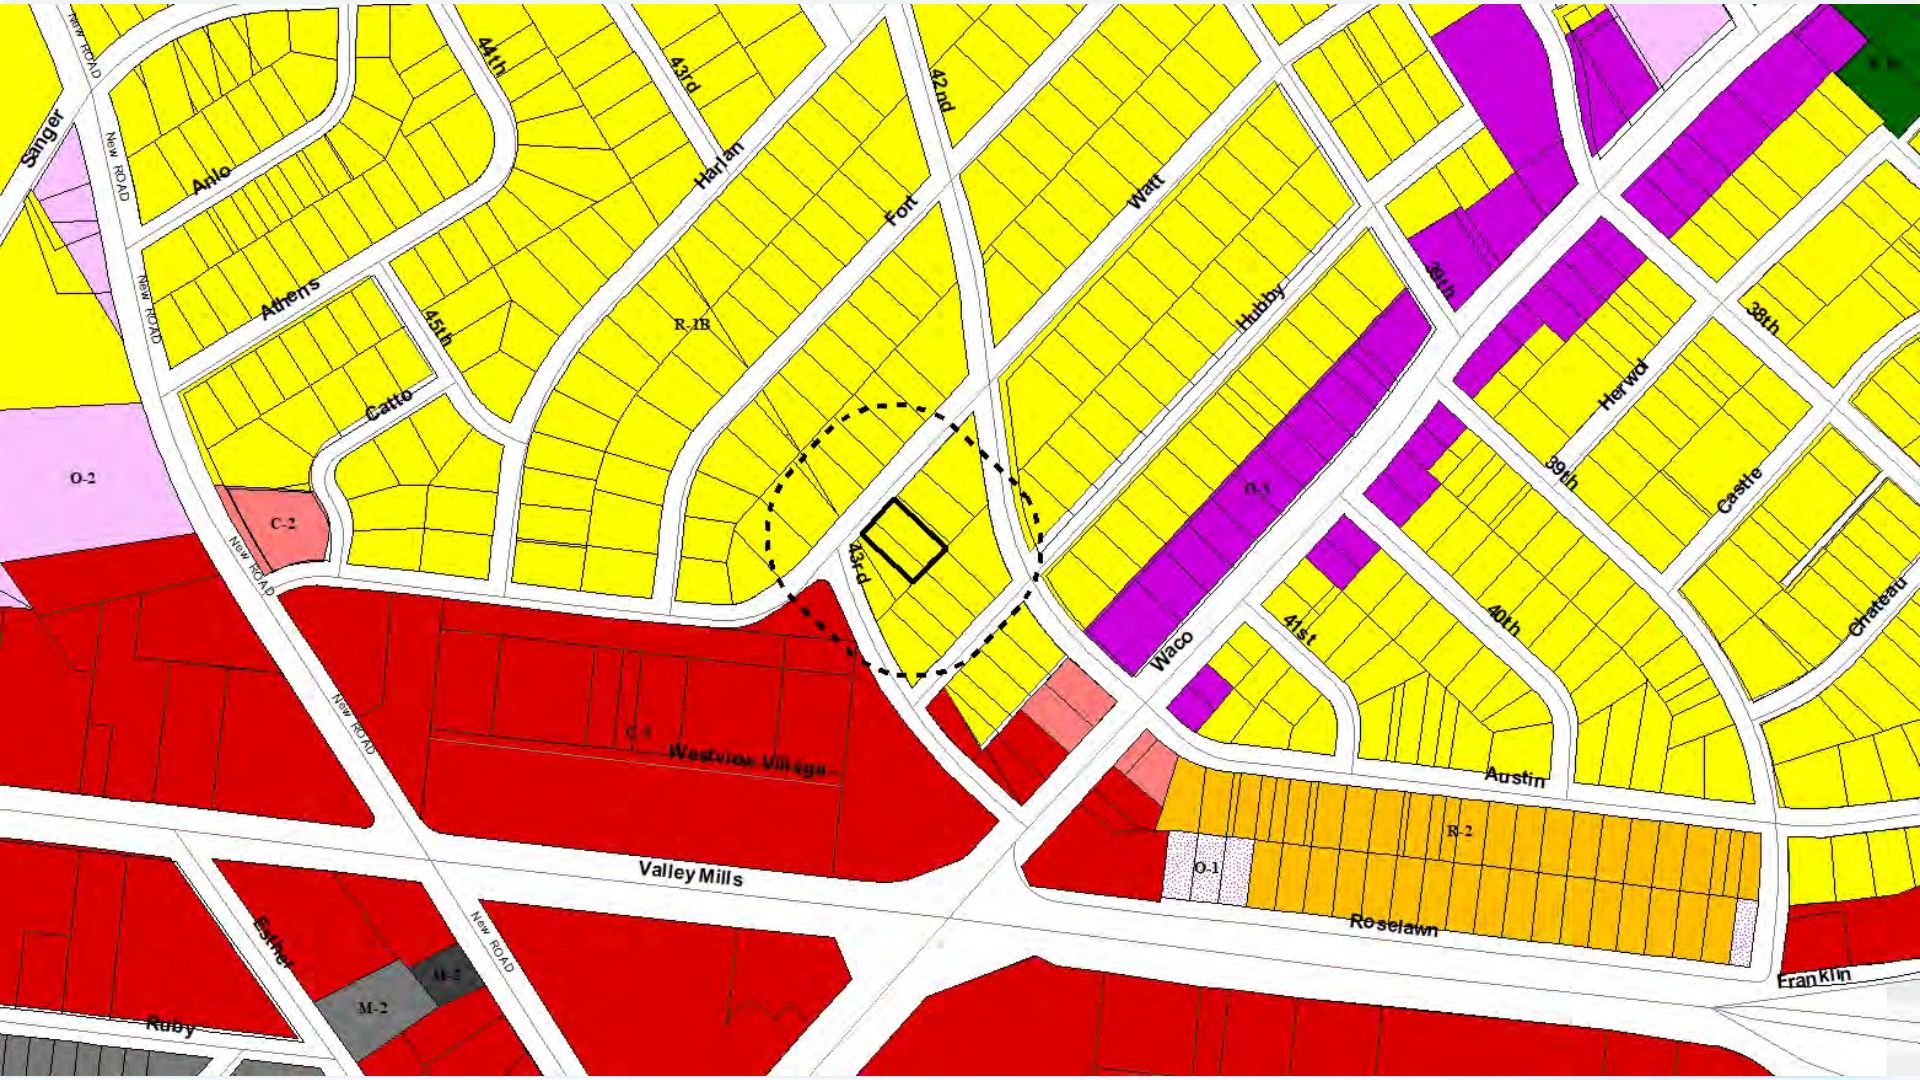 New ROAD
44th
43rd
42nd
Sanger
New ROAD
Anlo
Harlan
Watt
Fort
New ROAD
Athens
45th
R-1B
39th
Hubby
38th
Catto
Herwol
O-2
C-2
O-3
39th
Castle
43rd
New ROAD
Chateau
41st
40th
Waco
New ROAD
Westview Village
Austin
R-2
Valley Mills
O-1
Roselawn
Esther
New ROAD
M-2
M-2
Franklin
Ruby